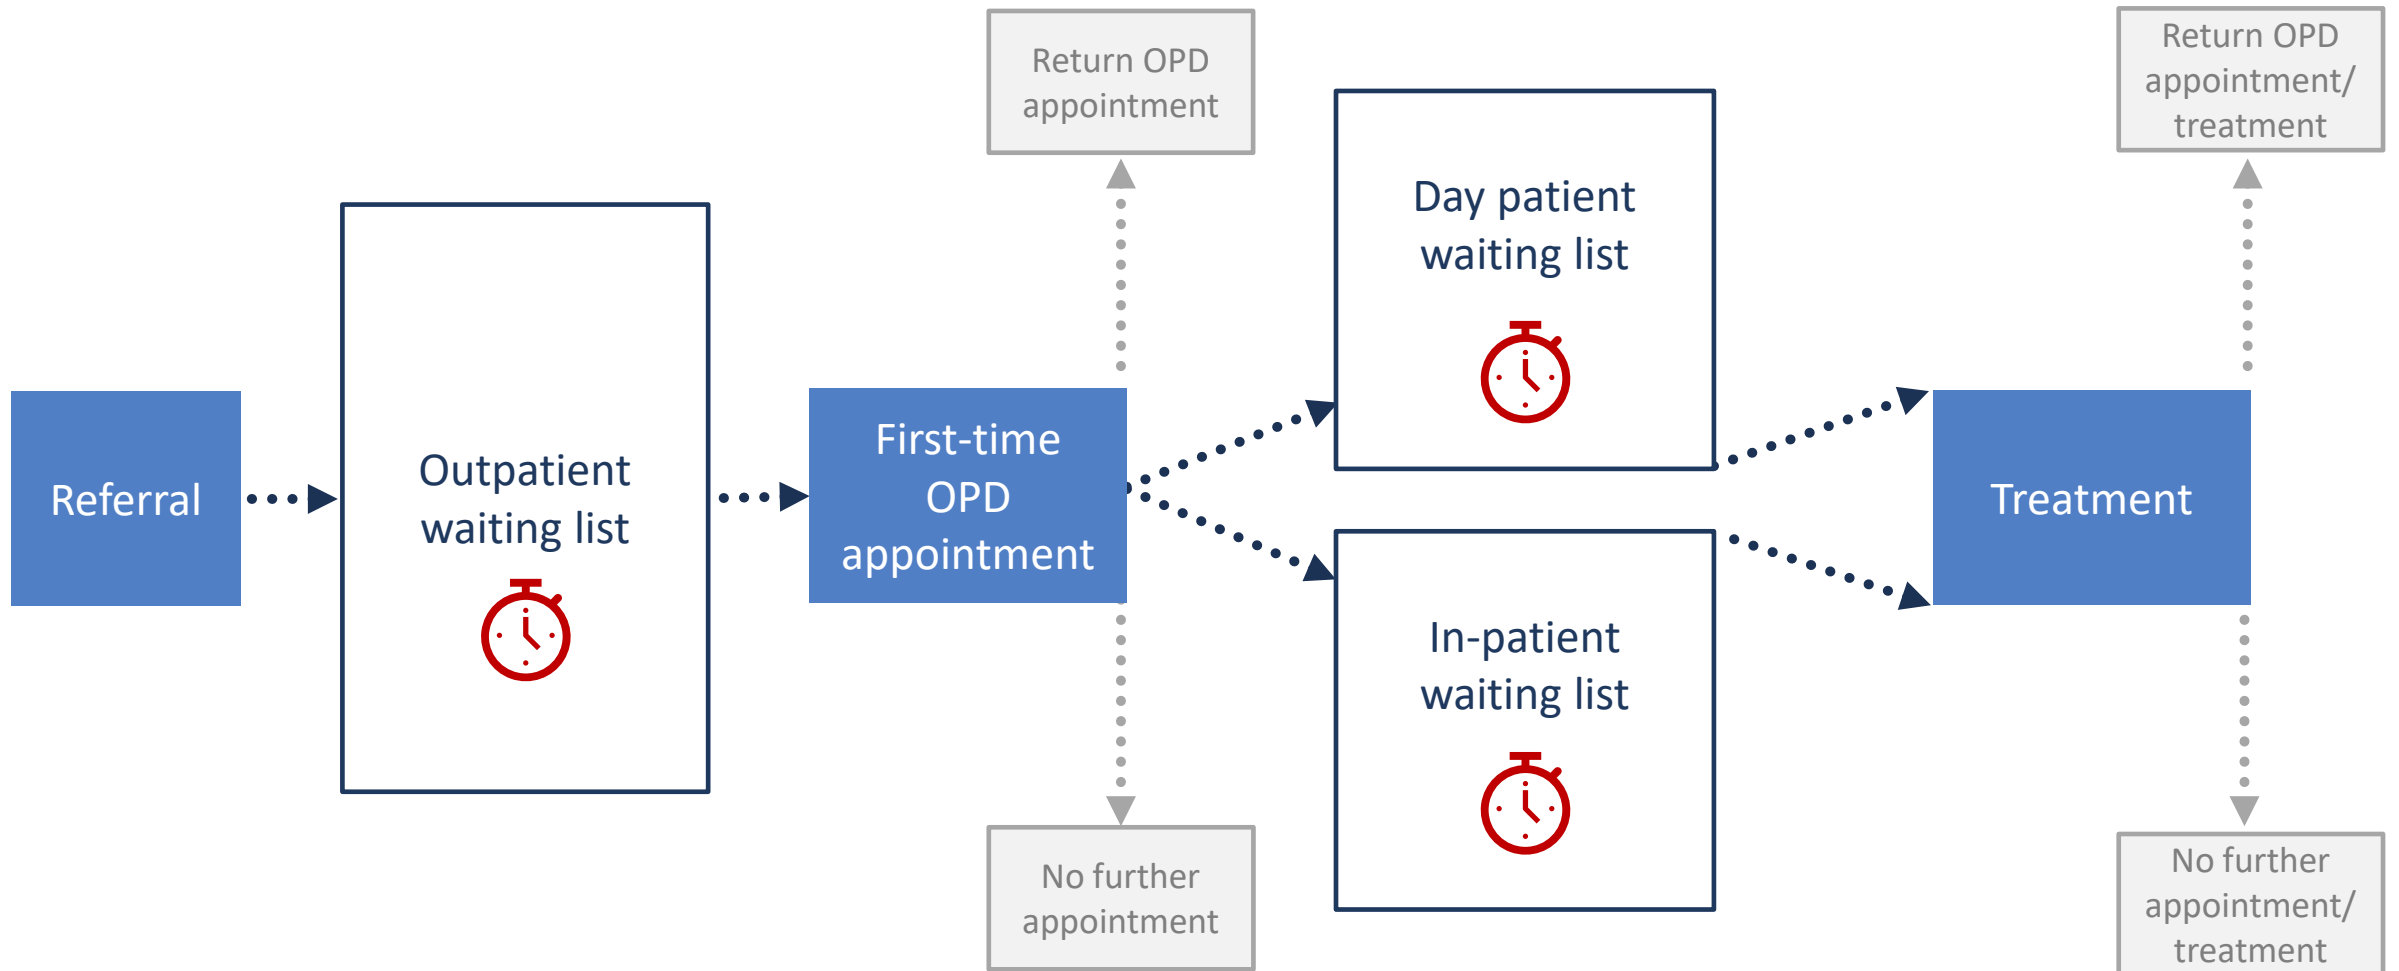 Referral
Outpatient
waiting list
Return OPD
appointment
First-time
OPD
appointment
No further
appointment
Day patient
waiting list
In-patient
waiting list
Return OPD
appointment/
treatment
Treatment
No further
appointment/
treatment